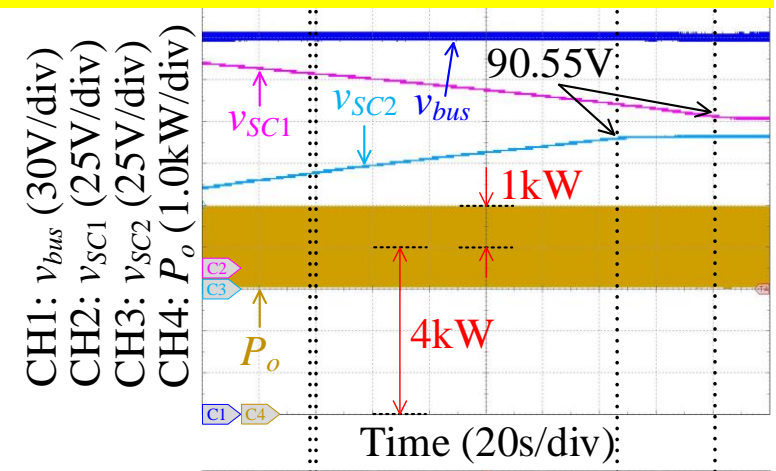 CH1: v_bus (30V/div)
CH2: v_SC1 (25V/div)
CH3: v_SC2 (25V/div)
CH4: P_o (1.0kW/div)
90.55V
v_SC1
v_SC2
v_bus
1kW
C2
C3
4kW
P_o
C1 C4
Time (20s/div)